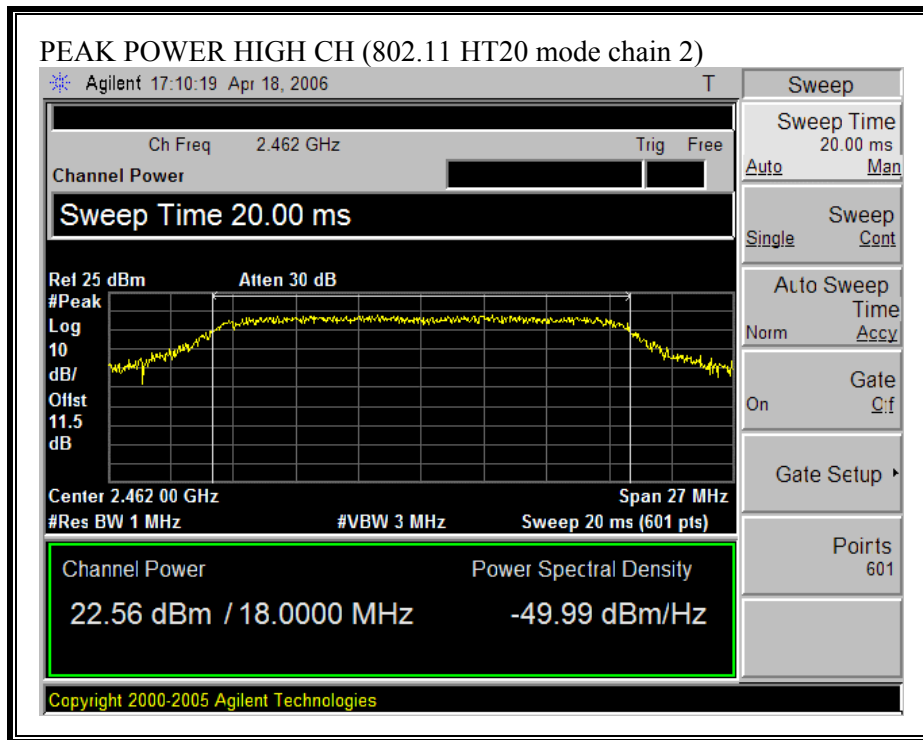 PEAK POWER HIGH CH (802.11 HT20 mode chain 2)
Agilent 17:10:19 Apr 18, 2006 T
Ch Freq 2.462 GHz Trig Free
Channel Power
Sweep Time 20.00 ms
Ref 25 dBm Atten 30 dB
#Peak
Log
10
dB/
Offst
11.5
dB
Center 2.462 00 GHz Span 27 MHz
#Res BW 1 MHz #VBW 3 MHz Sweep 20 ms (601 pts)
Channel Power Power Spectral Density
22.56 dBm / 18.0000 MHz -49.99 dBm/Hz
Copyright 2000-2005 Agilent Technologies
Sweep
Sweep Time
20.00 ms
Auto Man
Sweep
Single Cont
Auto Sweep
Time
Norm Accy
Gate
On Off
Gate Setup
Points
601